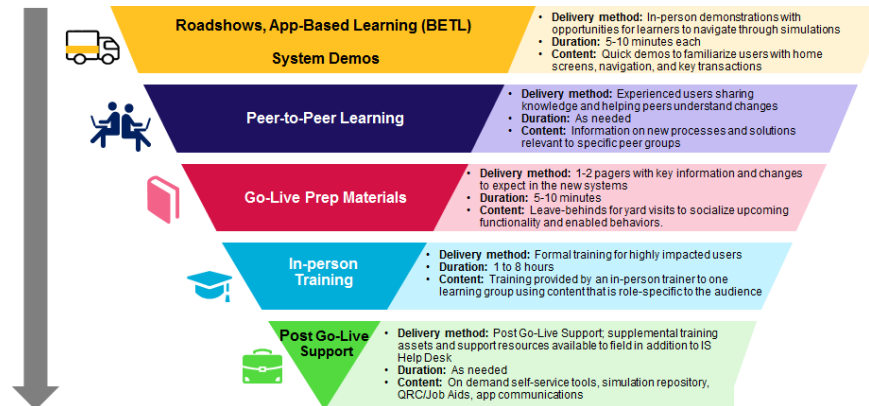 Roadshows, App-Based Learning (BETL)
System Demos
• Delivery method: In-person demonstrations with
opportunities for learners to navigate through simulations
• Duration: 5-10 minutes each
• Content: Quick demos to familiarize users with home
screens, navigation, and key transactions
Peer-to-Peer Learning
• Delivery method: Experienced users sharing
knowledge and helping peers understand changes
• Duration: As needed
• Content: Information on new processes and solutions
relevant to specific peer groups
Go-Live Prep Materials
• Delivery method: 1-2 pagers with key information and changes
to expect in the new systems
• Duration: 5-10 minutes
• Content: Leave-behinds for yard visits to socialize upcoming
functionality and enabled behaviors.
In-person
Training
• Delivery method: Formal training for highly impacted users
• Duration: 1 to 8 hours
• Content: Training provided by an in-person trainer to one
learning group using content that is role-specific to the audience
Post Go-Live
Support
• Delivery method: Post Go-Live Support; supplemental training
assets and support resources available to field in addition to IS
Help Desk
• Duration: As needed
• Content: On demand self-service tools, simulation repository,
QRC/Job Aids, app communications